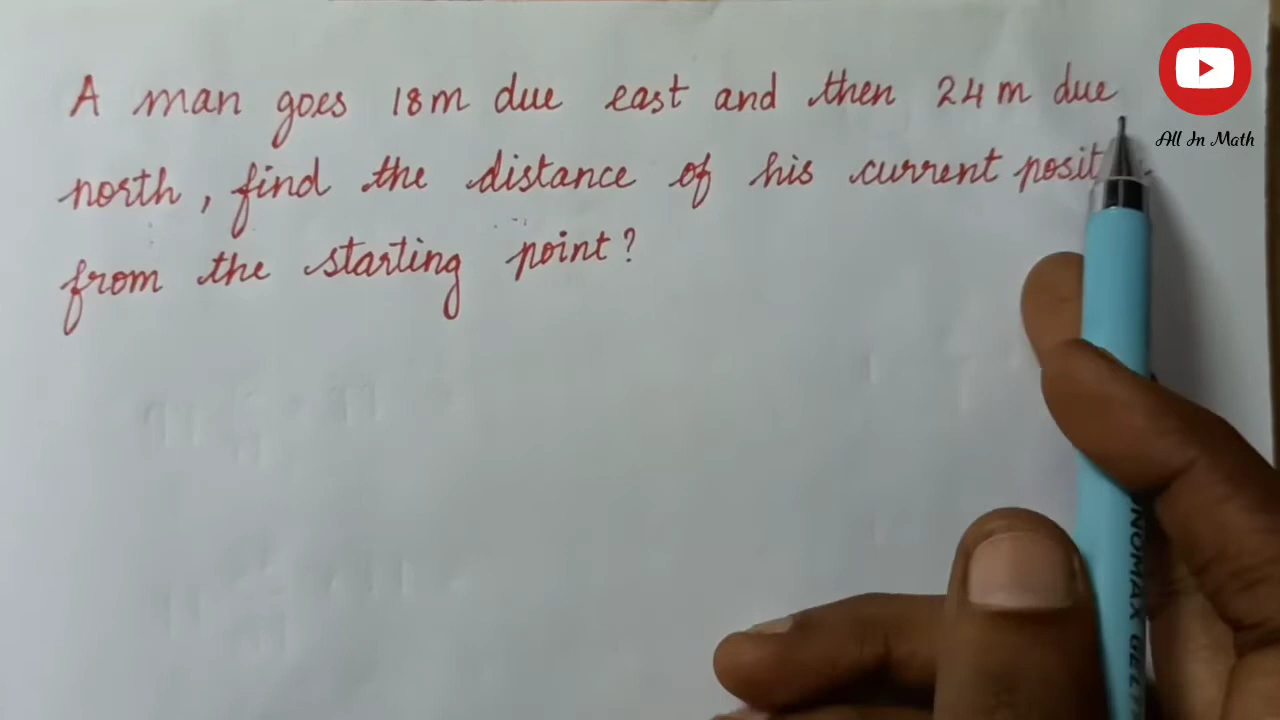 A man goes 18m due east and then 24m due
All In Math
north, find the distance of his current
from the starting point?